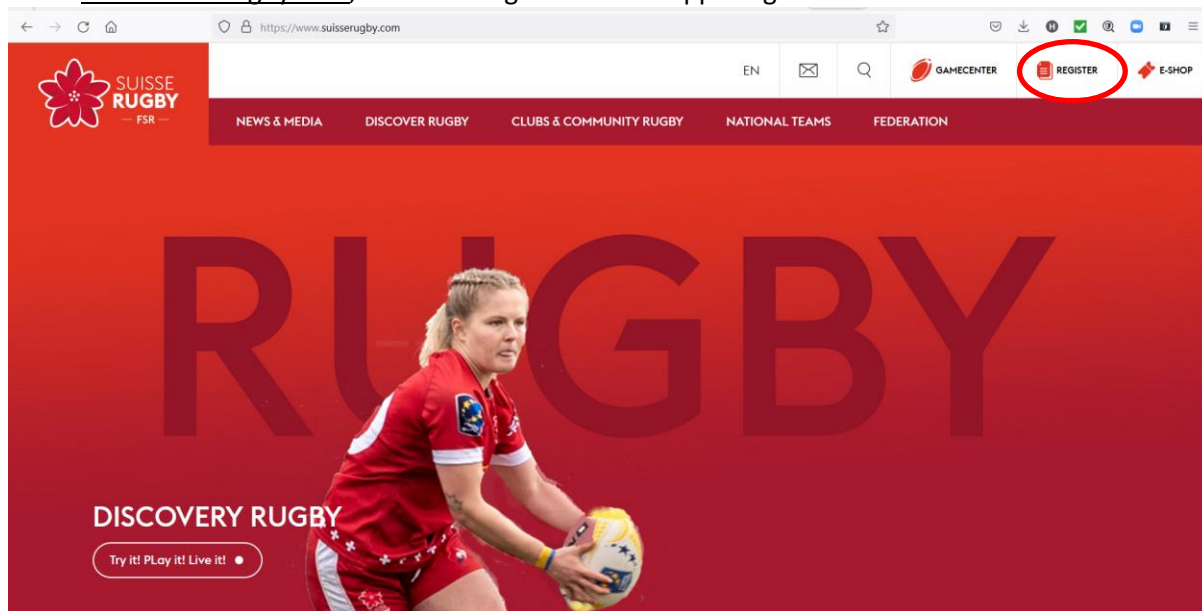 https://www.suisserugby.com
SUISSE
RUGBY
— FSR —
EN
GAMECENTER
REGISTER
E-SHOP
NEWS & MEDIA
DISCOVER RUGBY
CLUBS & COMMUNITY RUGBY
NATIONAL TEAMS
FEDERATION
RUGBY
DISCOVERY RUGBY
Try it! PLay it! Live it!